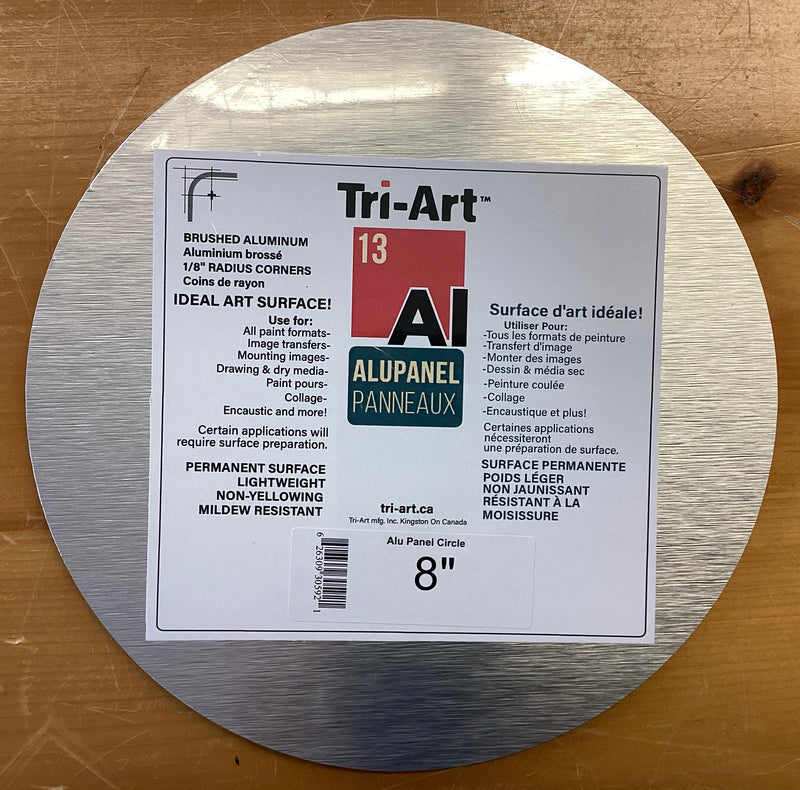 Tri-Art™
BRUSHED ALUMINUM
Aluminium brossé
1/8" RADIUS CORNERS
Coins de rayon
IDEAL ART SURFACE!
Use for:
All paint formats-
Image transfers-
Mounting images-
Drawing & dry media-
Paint pours-
Collage-
Encaustic and more!
Certain applications will
require surface preparation.
PERMANENT SURFACE
LIGHTWEIGHT
NON-YELLOWING
MILDEW RESISTANT
13
Al
ALUPANEL
PANNEAUX
Surface d'art idéale!
Utiliser Pour:
-Tous les formats de peinture
-Transfert d'image
-Monter des images
-Dessin & média sec
-Peinture coulée
-Collage
-Encaustique et plus!
Certaines applications
nécessiteront
une préparation de surface.
SURFACE PERMANENTE
POIDS LÉGER
NON JAUNISSANT
RÉSISTANT À LA
MOISISSURE
tri-art.ca
Tri-Art mfg. Inc. Kingston On Canada
Alu Panel Circle
8"
6 26309 30592 1